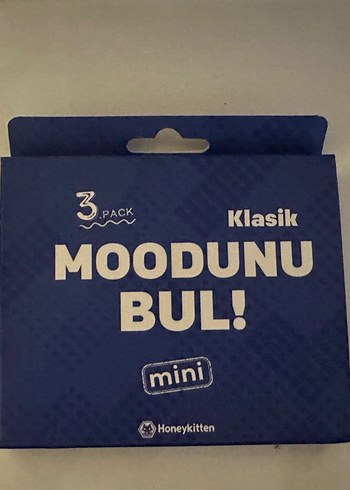 3.PACK
Klasik
MOODUNU
BUL!
mini
Honeykitten